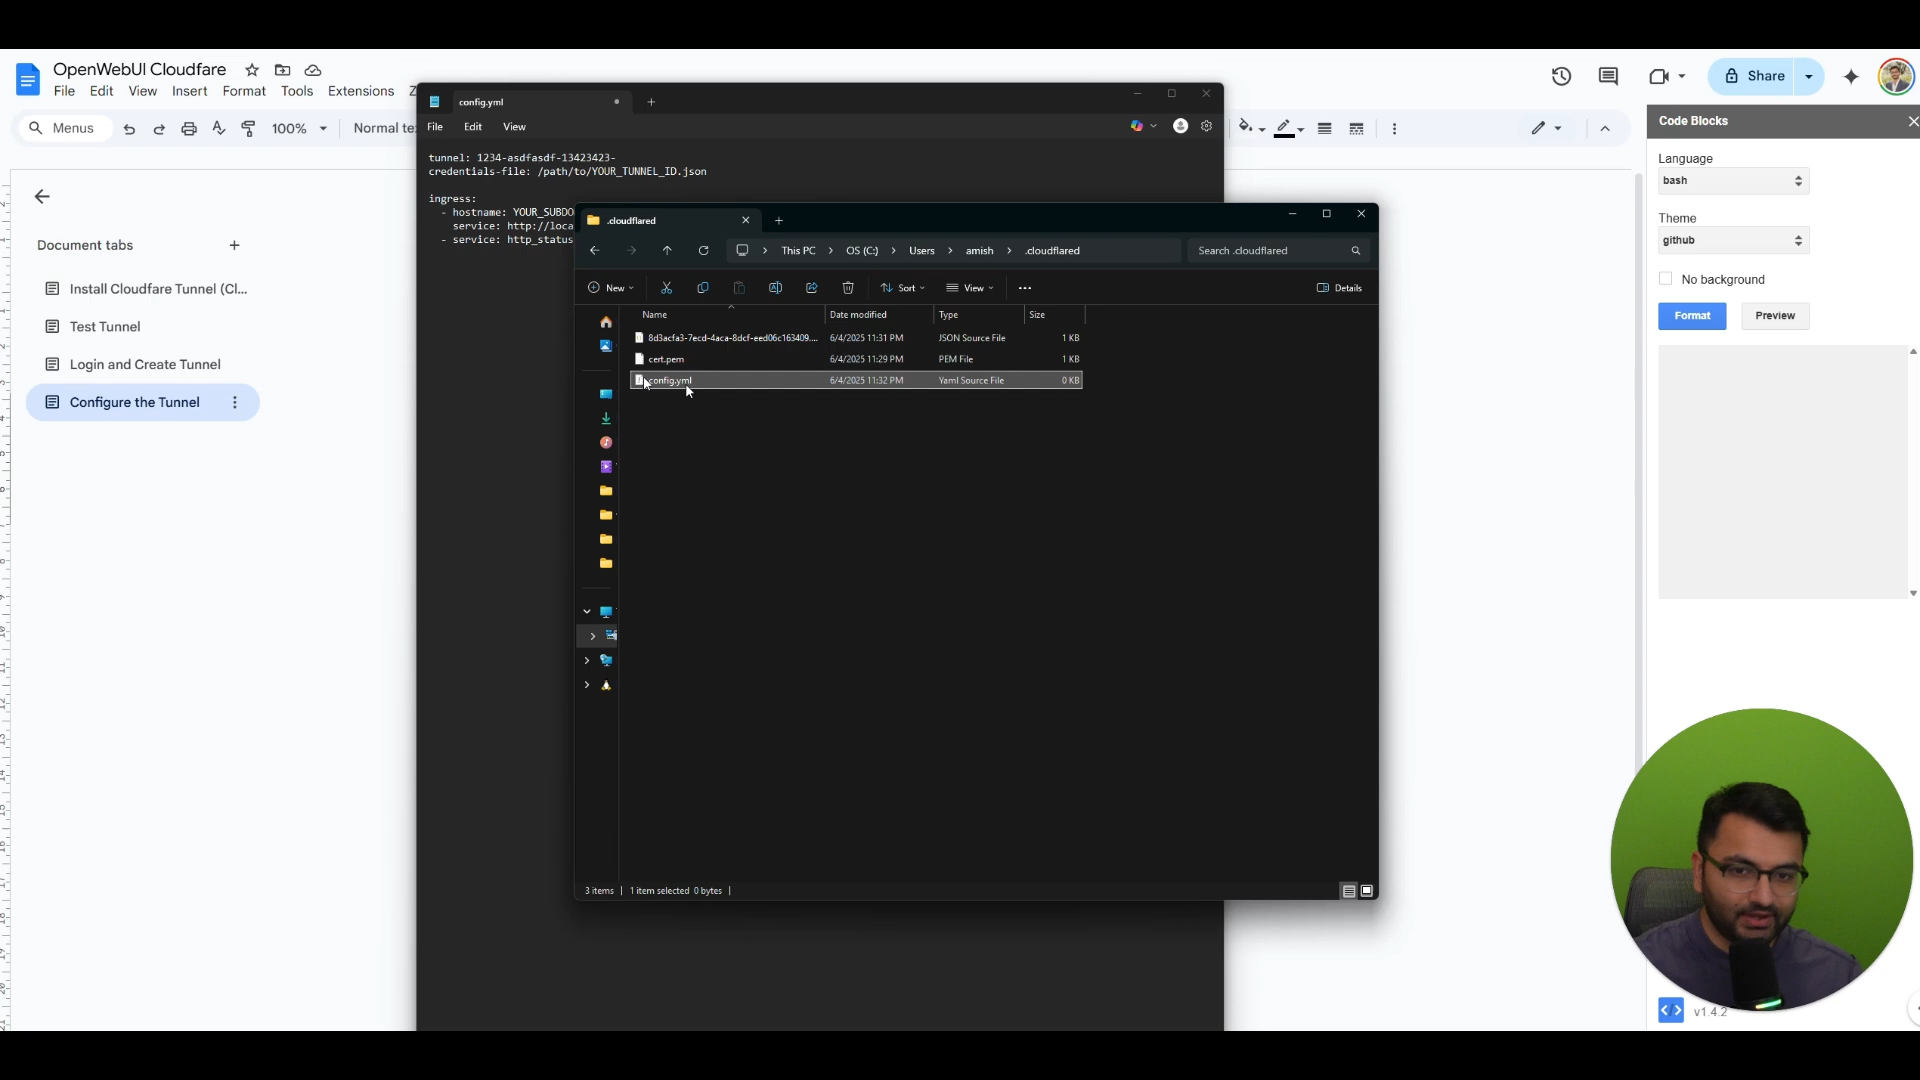 OpenWebUI Cloudfare
File Edit View Insert Format Tools Extensions
Share
Menus
100%
Normal te
Document tabs
Install Cloudfare Tunnel (Cl...
Test Tunnel
Login and Create Tunnel
Configure the Tunnel
config.yml
File Edit View
tunnel: 1234-asdfasdf-13423423-
credentials-file: /path/to/YOUR_TUNNEL_ID.json
ingress:
- hostname: YOUR_SUBDO
service: http://loca
- service: http_status
.cloudflared
This PC > OS (C:) > Users > amish > .cloudflared
Search .cloudflared
New
Sort
View
Details
Name Date modified Type Size
8d3acfa3-7ecd-4aca-8dcf-eed06c163409.... 6/4/2025 11:31 PM JSON Source File 1 KB
cert.pem 6/4/2025 11:29 PM PEM File 1 KB
config.yml 6/4/2025 11:32 PM Yaml Source File 0 KB
3 items | 1 item selected 0 bytes |
Code Blocks
Language
bash
Theme
github
No background
Format
Preview
v1.4.2